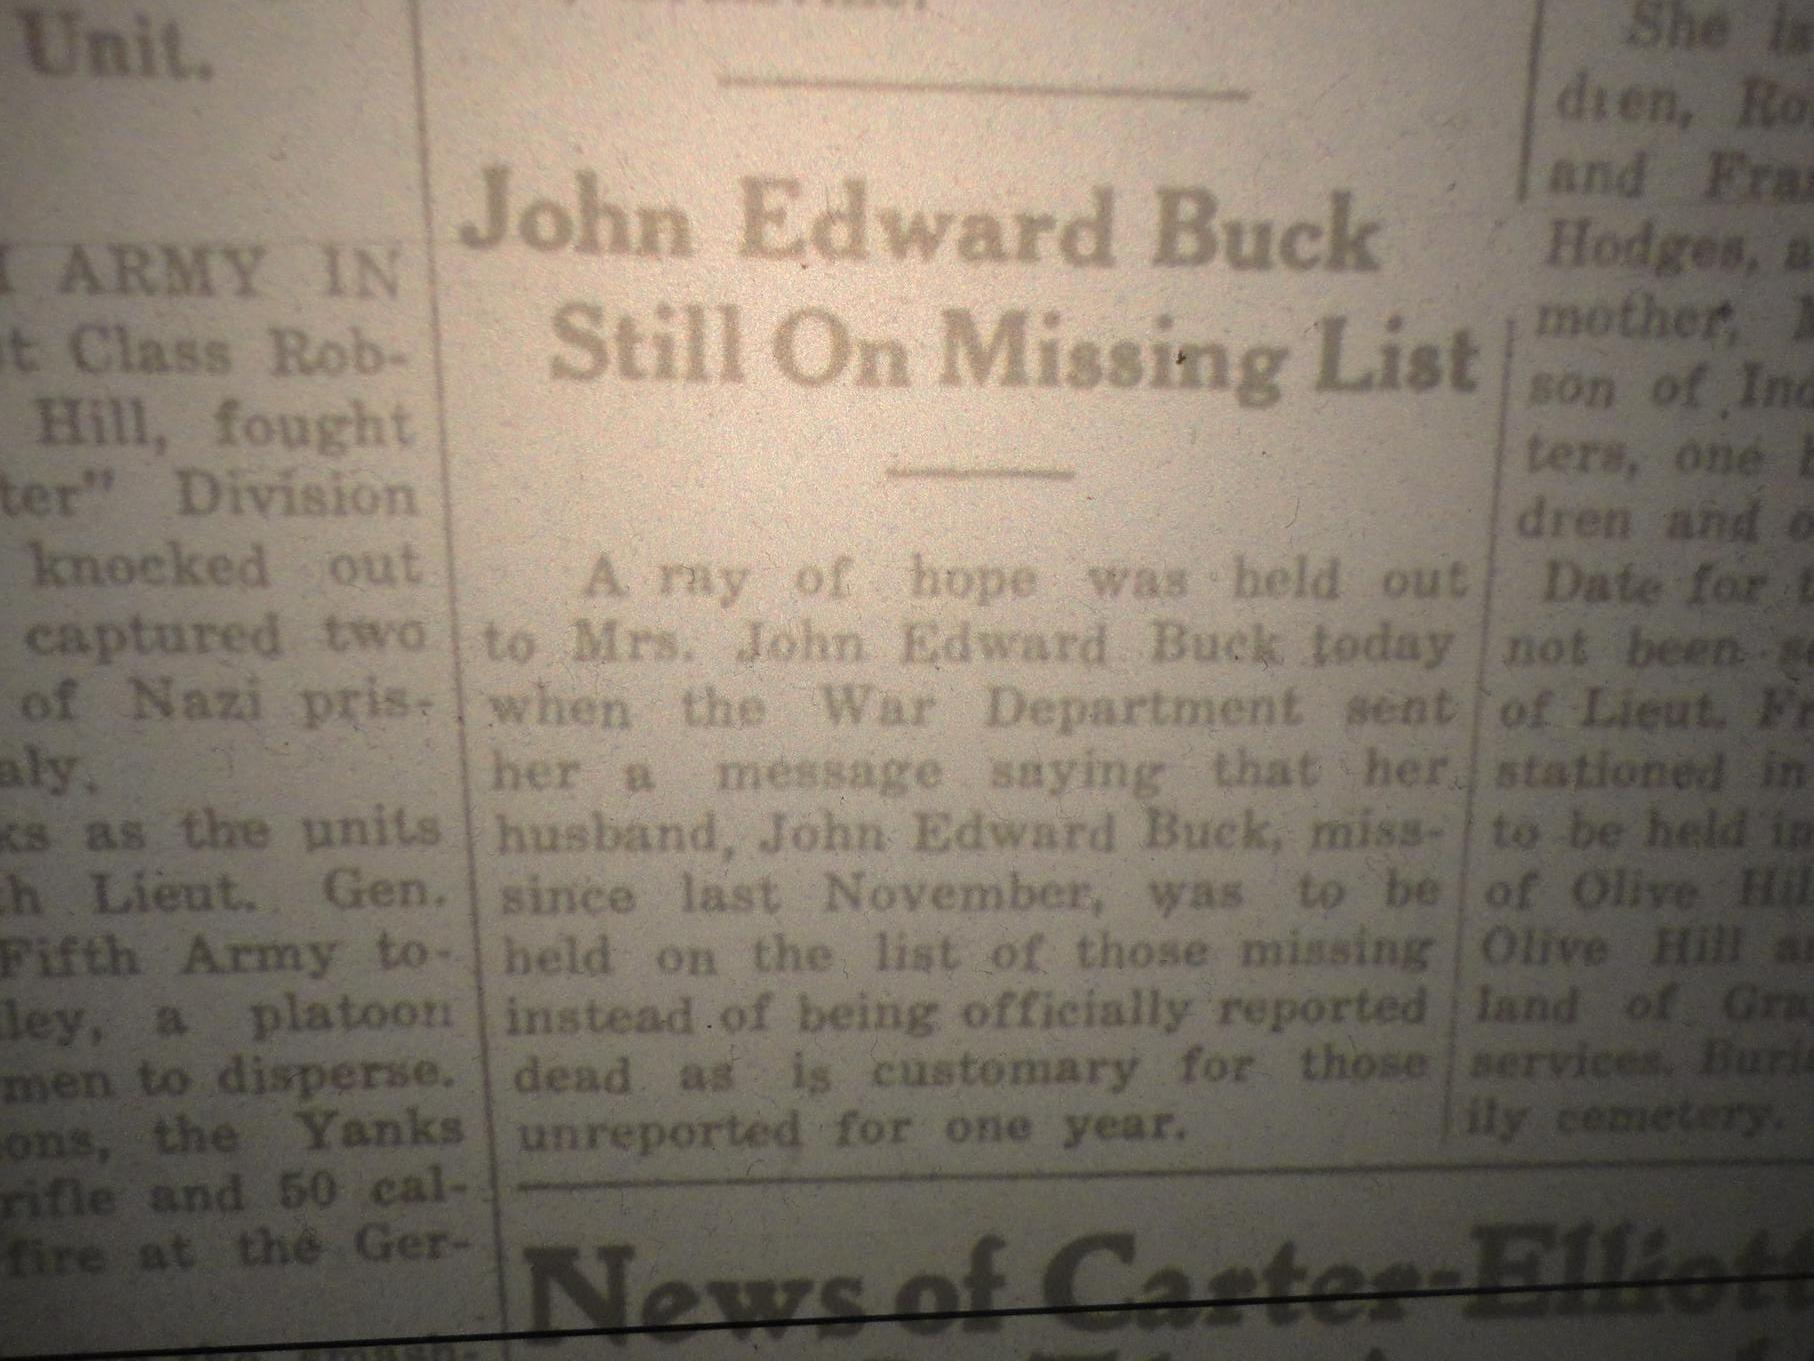 Unit.
ARMY IN
t Class Rob-
Hill, fought
ter" Division
knocked out
captured two
of Nazi pris-
aly.
ks as the units
th Lieut. Gen.
Fifth Army to-
ley, a platoon
men to disperse.
ons, the Yanks
rifle and 50 cal-
fire at the Ger-
John Edward Buck
Still On Missing List
A ray of hope was held out
to Mrs. John Edward Buck today
when the War Department sent
her a message saying that her
husband, John Edward Buck, miss-
since last November, was to be
held on the list of those missing
instead of being officially reported
dead as is customary for those
unreported for one year.
News of Carter-Elliott
She is
dren, Ro
and Fra
Hodges, a
mother,
son of Ind
ters, one
dren and o
Date for t
not been s
of Lieut. Fr
stationed in
to be held in
of Olive Hil
Olive Hill a
land of Gra
services. Buri
ily cemetery.